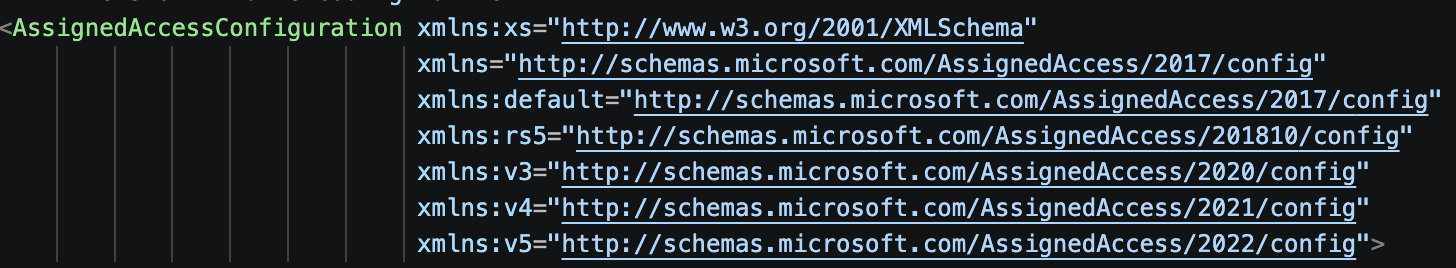 <AssignedAccessConfiguration xmlns:xs="http://www.w3.org/2001/XMLSchema"
xmlns="http://schemas.microsoft.com/AssignedAccess/2017/config"
xmlns:default="http://schemas.microsoft.com/AssignedAccess/2017/config"
xmlns:rs5="http://schemas.microsoft.com/AssignedAccess/201810/config"
xmlns:v3="http://schemas.microsoft.com/AssignedAccess/2020/config"
xmlns:v4="http://schemas.microsoft.com/AssignedAccess/2021/config"
xmlns:v5="http://schemas.microsoft.com/AssignedAccess/2022/config">